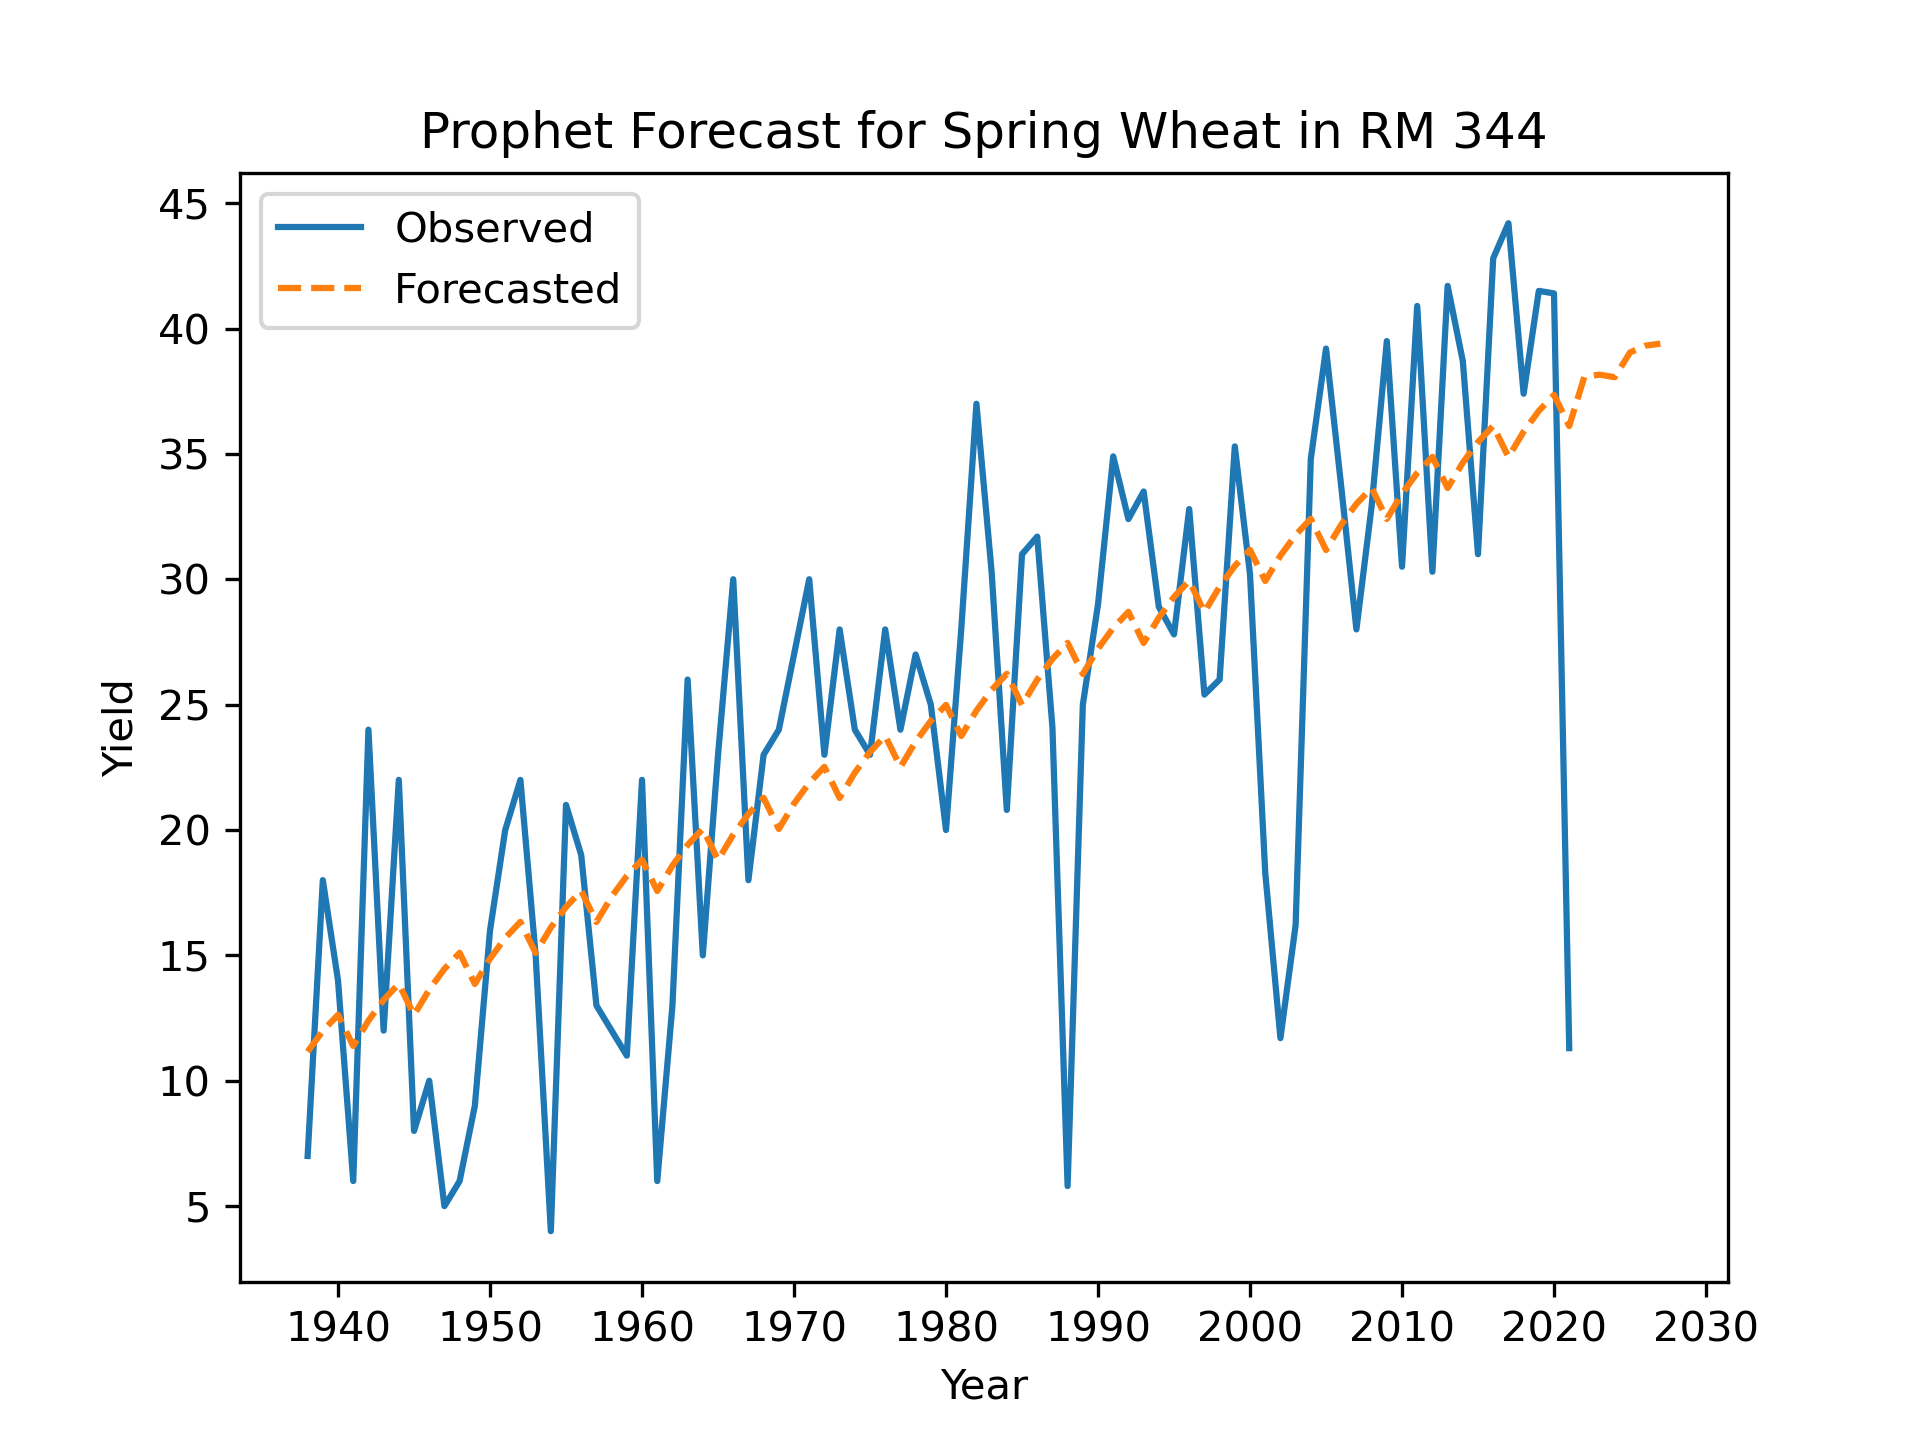 Prophet Forecast for Spring Wheat in RM 344
Observed
Forecasted
45
40
35
30
25
20
15
10
5
Yield
1940 1950 1960 1970 1980 1990 2000 2010 2020 2030
Year